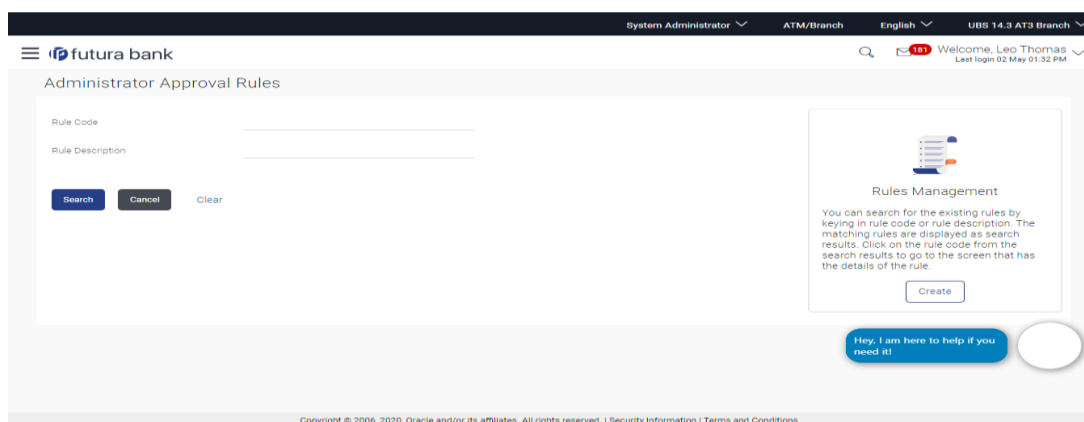 System Administrator ATM/Branch English UBS 14.3 AT3 Branch
futura bank 181 Welcome, Leo Thomas
Last login 02 May 01:32 PM
Administrator Approval Rules
Rule Code
Rule Description
Search Cancel Clear
Rules Management
You can search for the existing rules by
keying in rule code or rule description. The
matching rules are displayed as search
results. Click on the rule code from the
search results to go to the screen that has
the details of the rule.
Create
Hey, I am here to help if you
need it!
Copyright © 2006, 2020, Oracle and/or its affiliates. All rights reserved. | Security Information | Terms and Conditions